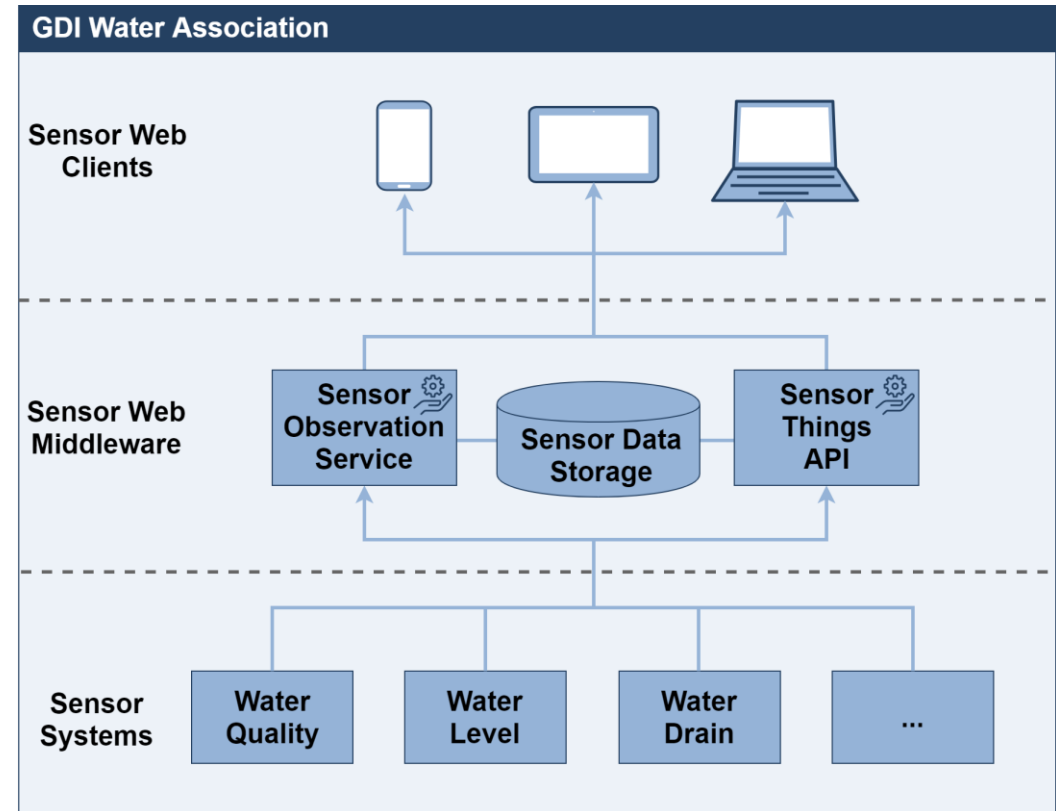 GDI Water Association
Sensor Web
Clients
Sensor Web
Middleware
Sensor
Observation
Service
Sensor Data
Storage
Sensor
Things
API
Sensor
Systems
Water
Quality
Water
Level
Water
Drain
...